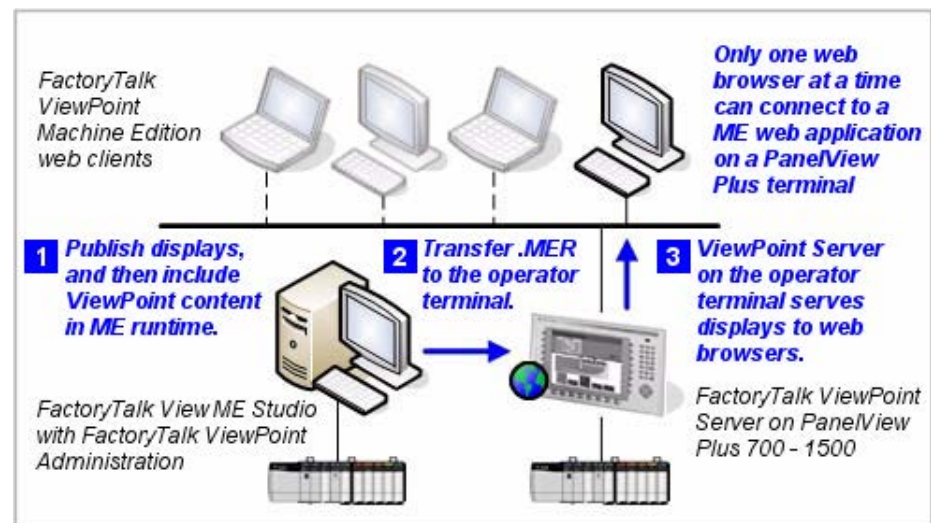 FactoryTalk
ViewPoint
Machine Edition
web clients
Only one web
browser at a time
can connect to a
ME web application
on a PanelView
Plus terminal
1 Publish displays,
and then include
ViewPoint content
in ME runtime.
2 Transfer .MER
to the operator
terminal.
3 ViewPoint Server
on the operator
terminal serves
displays to web
browsers.
FactoryTalk View ME Studio
with FactoryTalk ViewPoint
Administration
FactoryTalk ViewPoint
Server on PanelView
Plus 700 - 1500